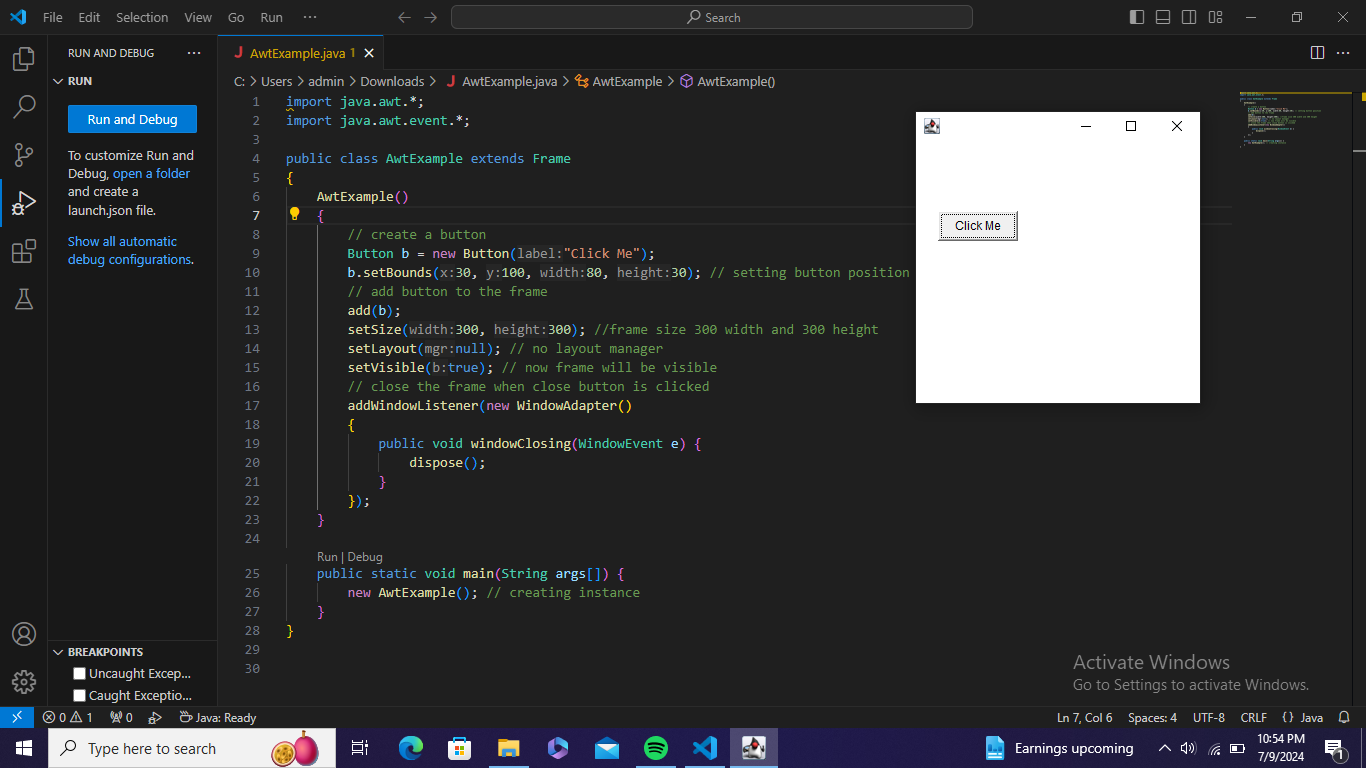 File Edit Selection View Go Run ··· Search
RUN AND DEBUG ···
RUN
Run and Debug
To customize Run and
Debug, open a folder
and create a
launch.json file.
Show all automatic
debug configurations.
BREAKPOINTS
Uncaught Excep...
Caught Exceptio...
J AwtExample.java 1
C: > Users > admin > Downloads > J AwtExample.java > AwtExample > AwtExample()
1 import java.awt.*;
2 import java.awt.event.*;
3
4 public class AwtExample extends Frame
5 {
6 AwtExample()
7 {
8 // create a button
9 Button b = new Button(label:"Click Me");
10 b.setBounds(x:30, y:100, width:80, height:30); // setting button position
11 // add button to the frame
12 add(b);
13 setSize(width:300, height:300); //frame size 300 width and 300 height
14 setLayout(mgr:null); // no layout manager
15 setVisible(b:true); // now frame will be visible
16 // close the frame when close button is clicked
17 addWindowListener(new WindowAdapter()
18 {
19 public void windowClosing(WindowEvent e) {
20 dispose();
21 }
22 });
23 }
24
Run | Debug
25 public static void main(String args[]) {
26 new AwtExample(); // creating instance
27 }
28 }
29
30
Click Me
Activate Windows
Go to Settings to activate Windows.
0 1 0 Java: Ready Ln 7, Col 6 Spaces: 4 UTF-8 CRLF {} Java
Type here to search
Earnings upcoming
10:54 PM
7/9/2024
1